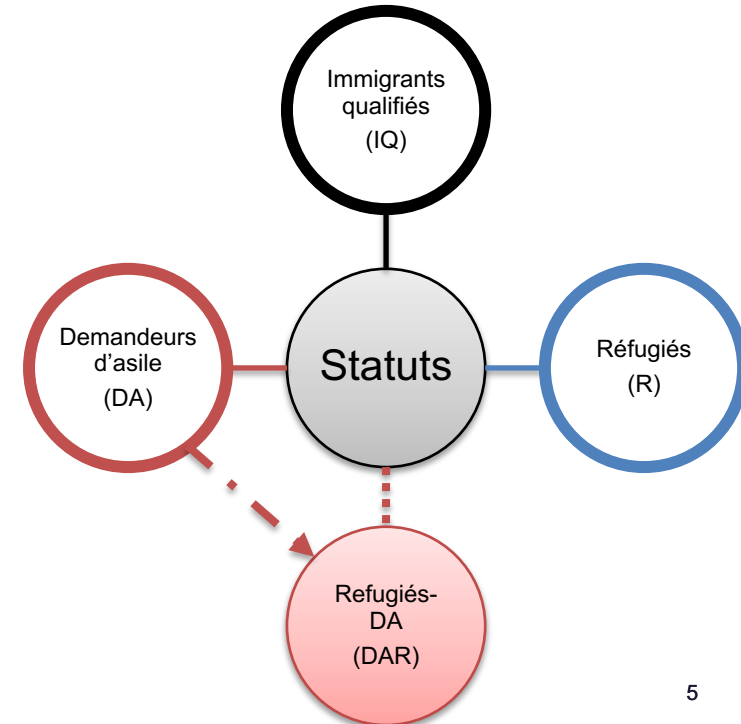 Immigrants
qualifiés
(IQ)
Demandeurs
d'asile
(DA)
Statuts
Réfugiés
(R)
Refugiés-
DA
(DAR)
5